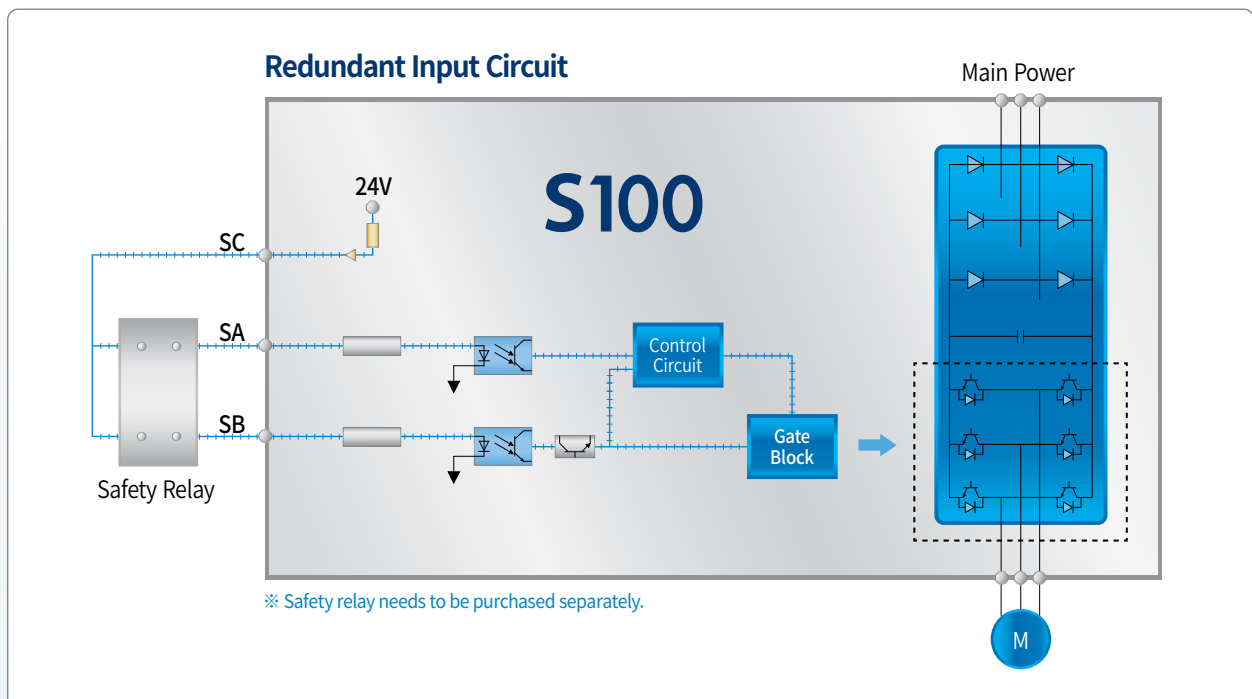 Redundant Input Circuit
Main Power
S100
24V
SC
SA
Control
Circuit
SB
Gate
Block
Safety Relay
※ Safety relay needs to be purchased separately.
M